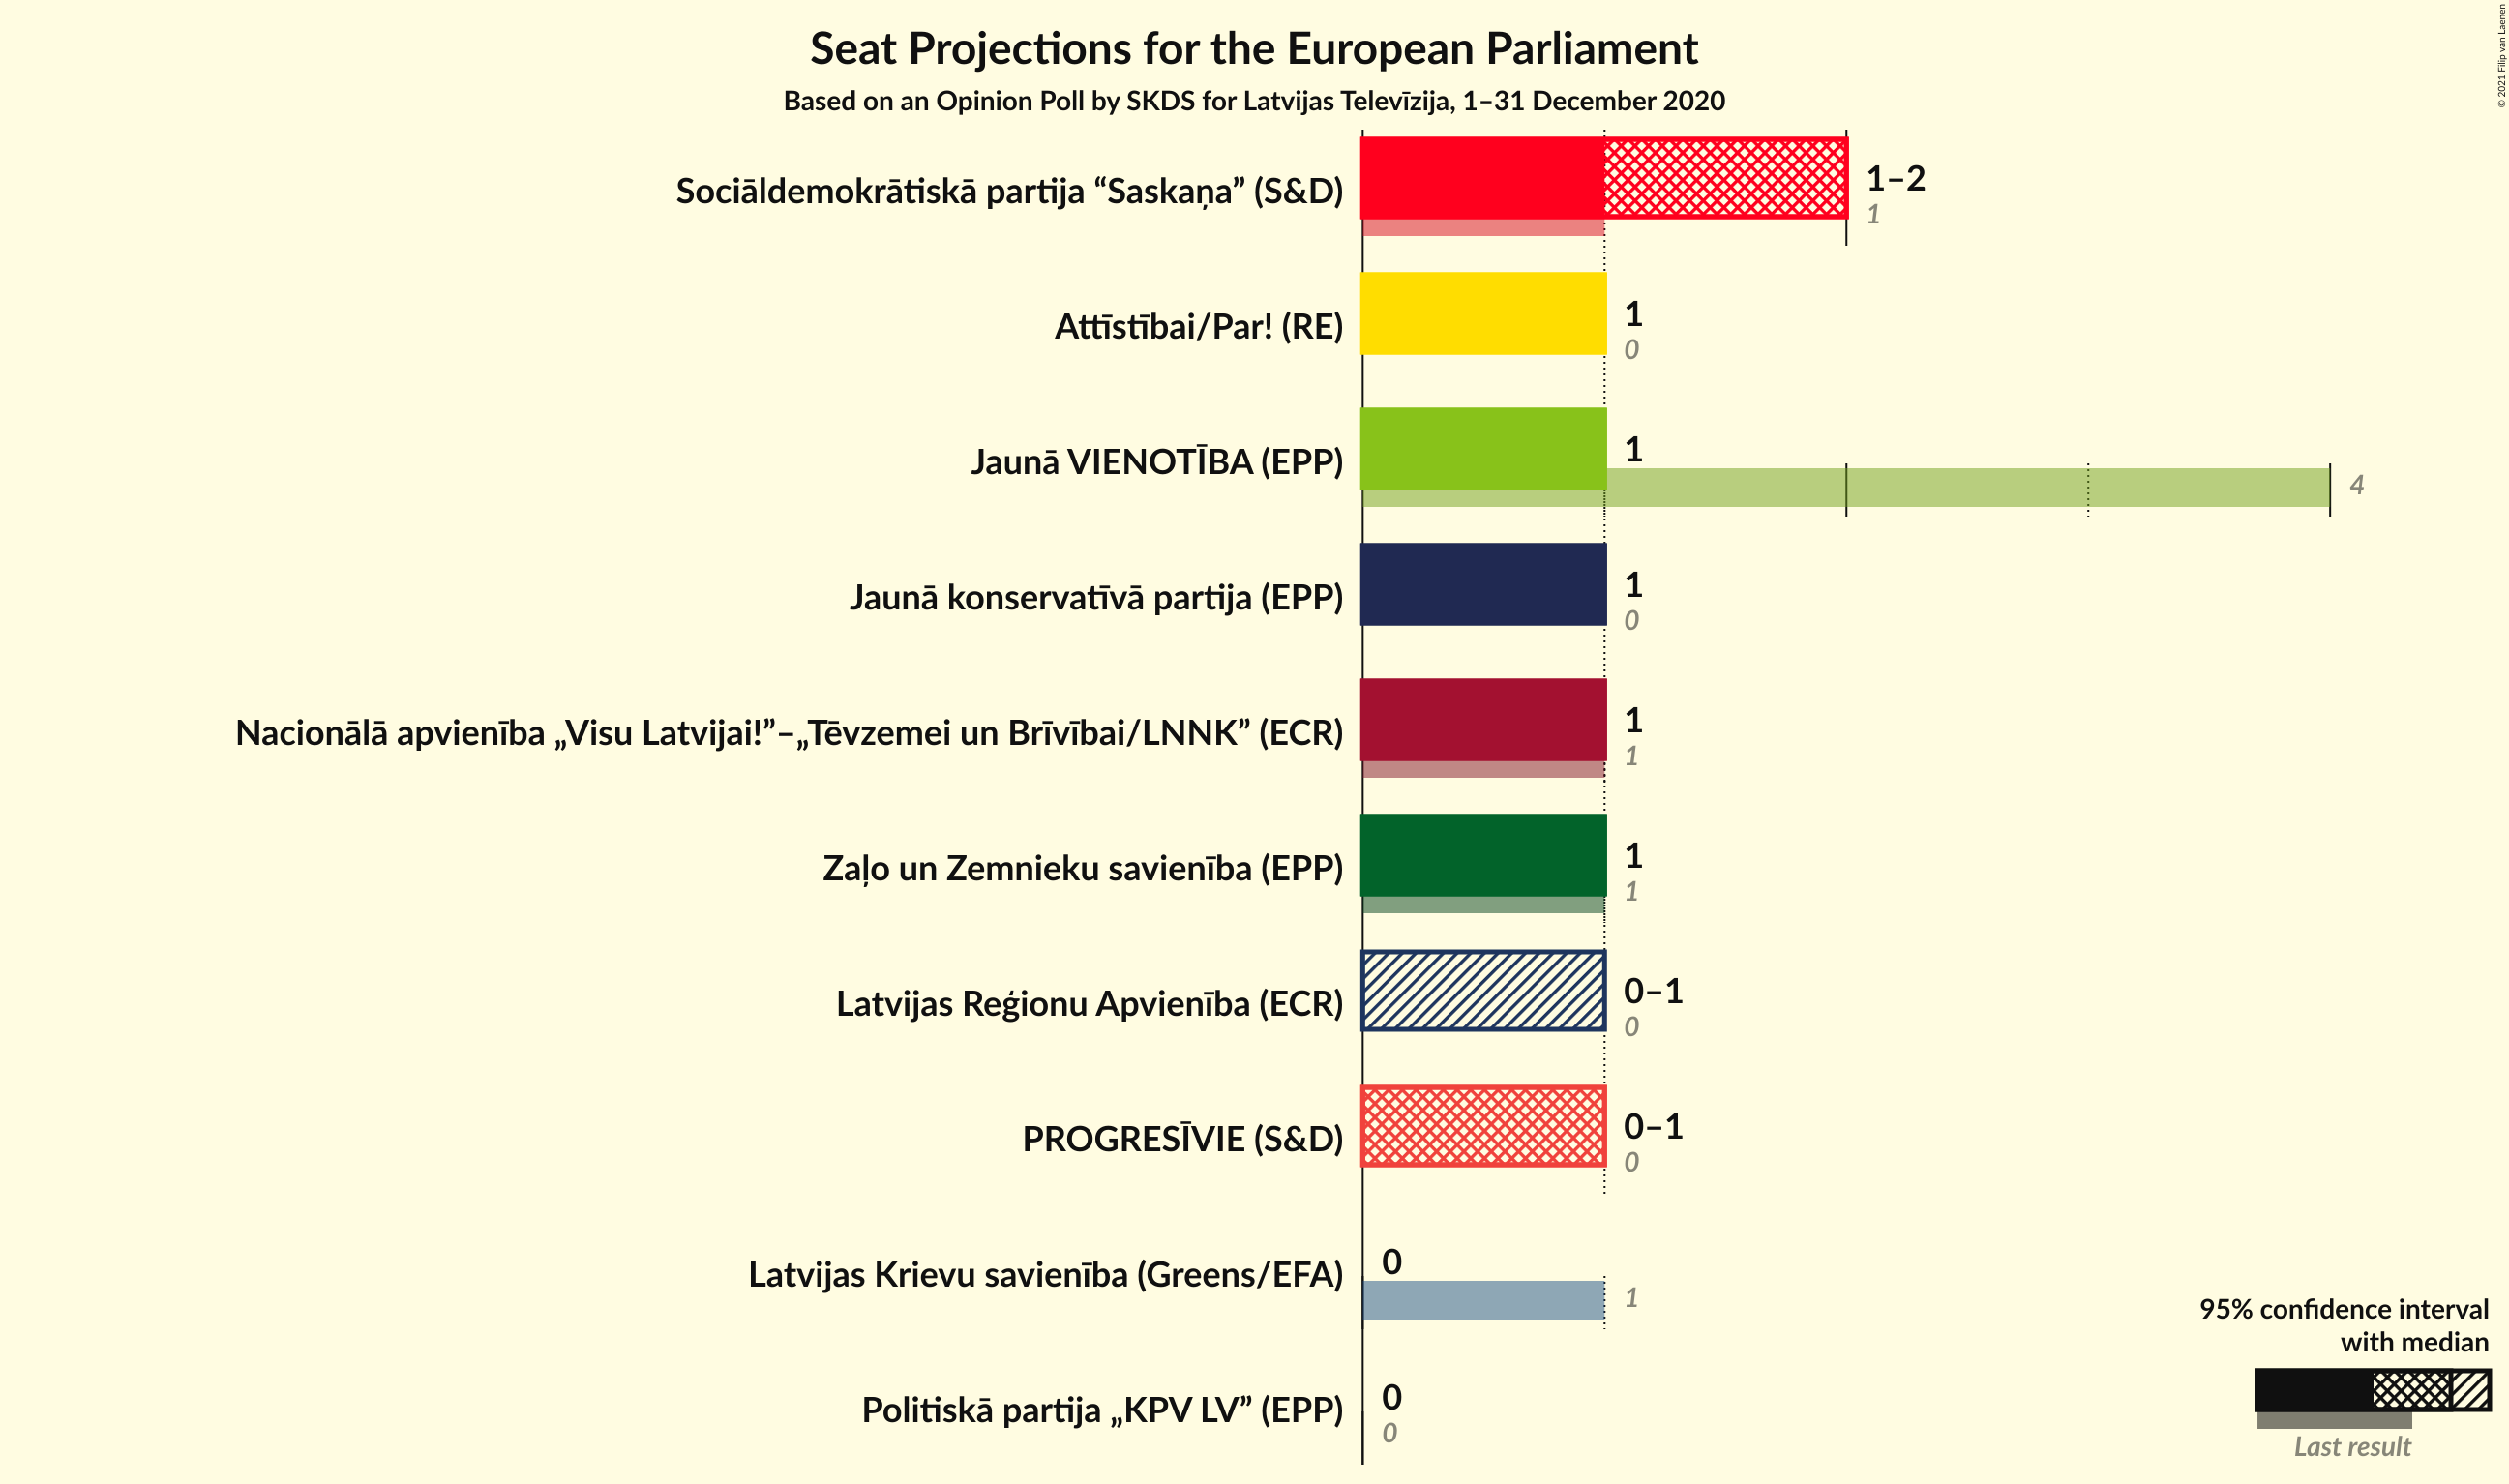 Seat Projections for the European Parliament
Based on an Opinion Poll by SKDS for Latvijas Televīzija, 1–31 December 2020
© 2021 Filip van Laenen
Sociāldemokrātiskā partija “Saskaņa” (S&D)
1–2
1
Attīstībai/Par! (RE)
1
0
Jaunā VIENOTĪBA (EPP)
1
4
Jaunā konservatīvā partija (EPP)
1
0
Nacionālā apvienība „Visu Latvijai!”–„Tēvzemei un Brīvībai/LNNK” (ECR)
1
1
Zaļo un Zemnieku savienība (EPP)
1
1
Latvijas Reģionu Apvienība (ECR)
0–1
0
PROGRESĪVIE (S&D)
0–1
0
Latvijas Krievu savienība (Greens/EFA)
0
1
Politiskā partija „KPV LV” (EPP)
0
0
95% confidence interval
with median
Last result